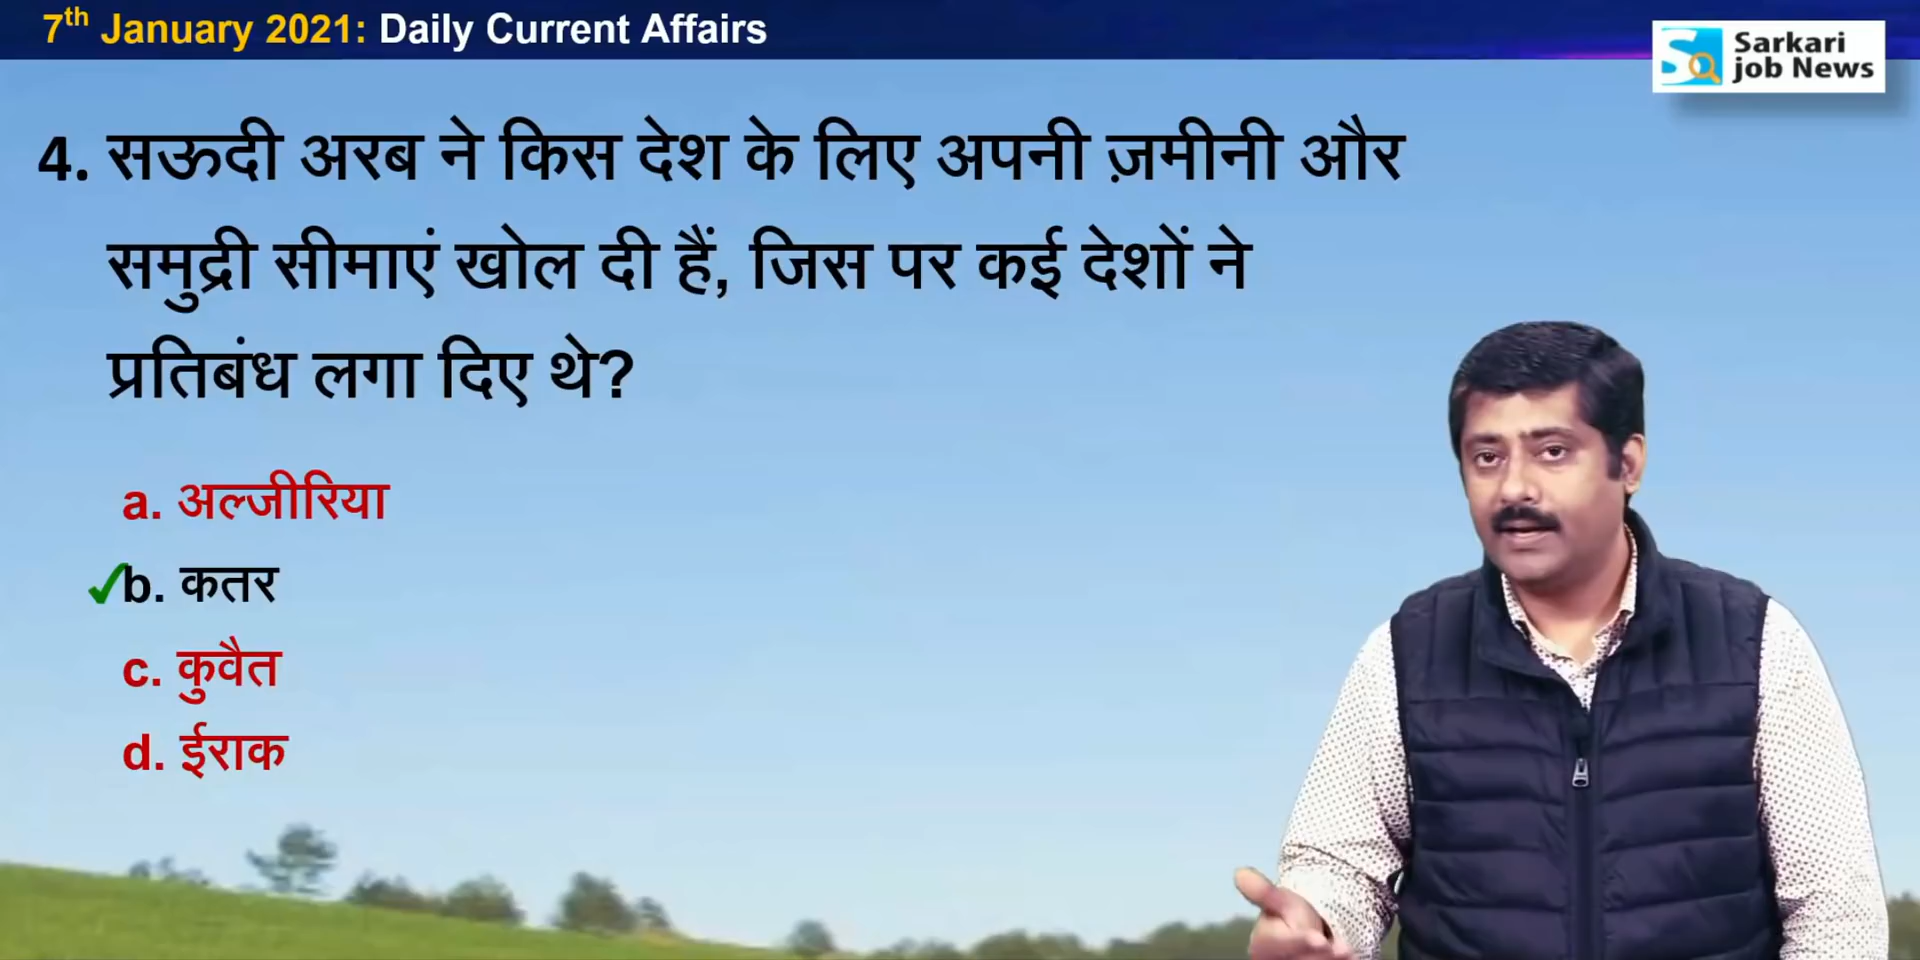 7th January 2021: Daily Current Affairs
Sarkari
job News
4. सऊदी अरब ने किस देश के लिए अपनी ज़मीनी और
समुद्री सीमाएं खोल दी हैं, जिस पर कई देशों ने
प्रतिबंध लगा दिए थे?
a. अल्जीरिया
b. कतर
c. कुवैत
d. ईराक